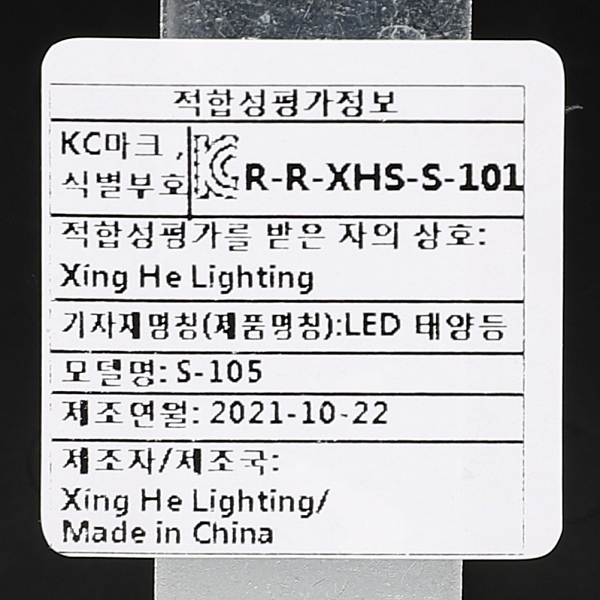 적합성평가정보
KC마크 ,
식별부호
R-R-XHS-S-101
적합성평가를 받은 자의 상호:
Xing He Lighting
기자재명칭(제품명칭):LED 태양등
모델명: S-105
제조연월: 2021-10-22
제조자/제조국:
Xing He Lighting/
Made in China